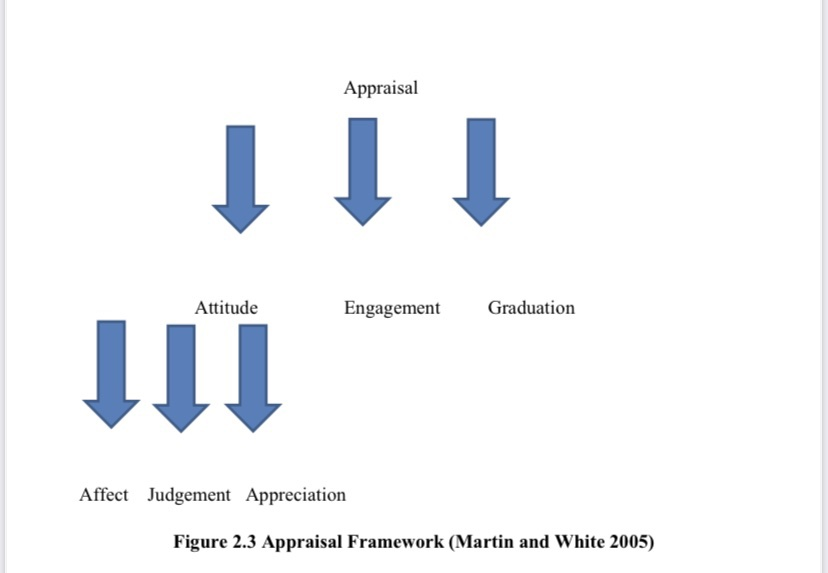 Appraisal
Attitude Engagement Graduation
Affect Judgement Appreciation
Figure 2.3 Appraisal Framework (Martin and White 2005)